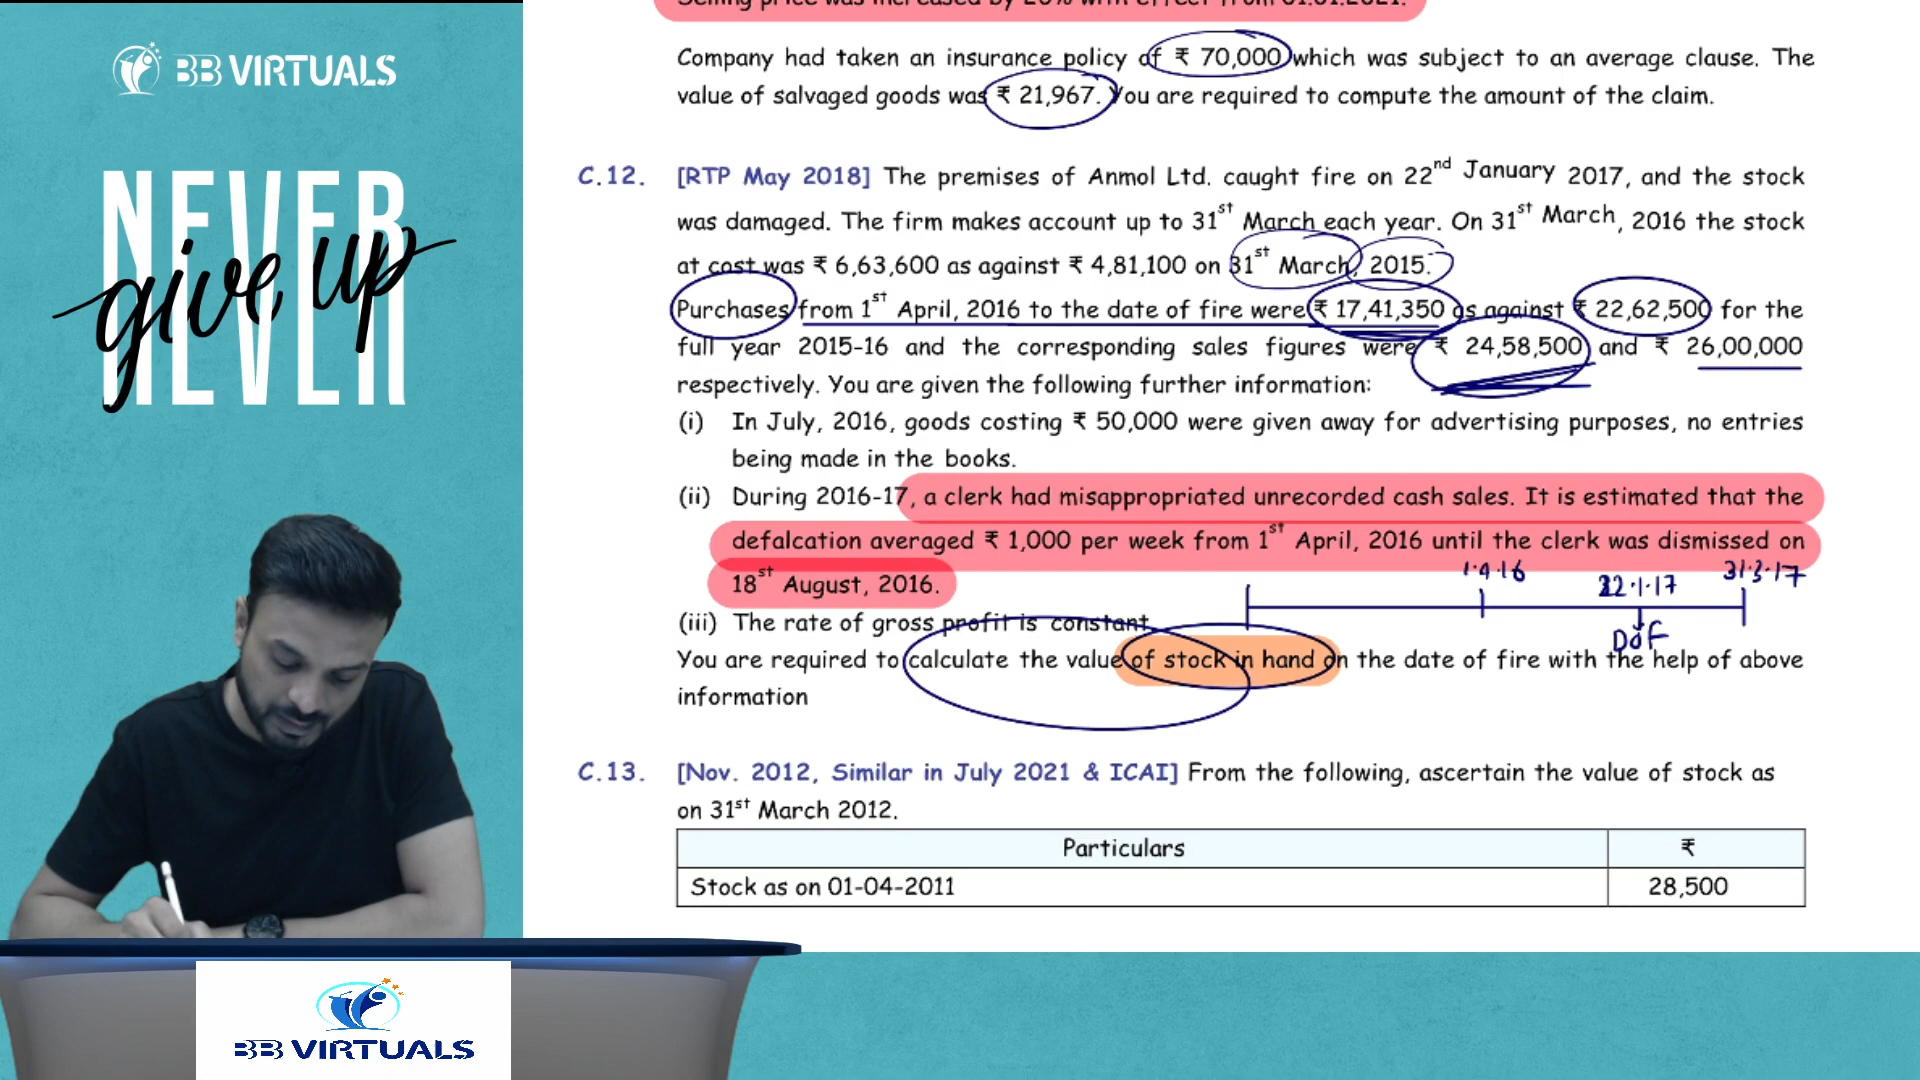 BB VIRTUALS
NEVER
give up
NEVER
Selling price was increased by 20% with effect from 01.01.2021.
Company had taken an insurance policy of ₹ 70,000 which was subject to an average clause. The
value of salvaged goods was ₹ 21,967. You are required to compute the amount of the claim.
C.12. [RTP May 2018] The premises of Anmol Ltd. caught fire on 22nd January 2017, and the stock
was damaged. The firm makes account up to 31st March each year. On 31st March, 2016 the stock
at cost was ₹ 6,63,600 as against ₹ 4,81,100 on 31st March, 2015.
Purchases from 1st April, 2016 to the date of fire were ₹ 17,41,350 as against ₹ 22,62,500 for the
full year 2015-16 and the corresponding sales figures were ₹ 24,58,500 and ₹ 26,00,000
respectively. You are given the following further information:
(i) In July, 2016, goods costing ₹ 50,000 were given away for advertising purposes, no entries
being made in the books.
(ii) During 2016-17, a clerk had misappropriated unrecorded cash sales. It is estimated that the
defalcation averaged ₹ 1,000 per week from 1st April, 2016 until the clerk was dismissed on
18st August, 2016.
1.4.16 22.1.17 31.3.17
(iii) The rate of gross profit is constant.
DOF
You are required to calculate the value of stock in hand on the date of fire with the help of above
information
C.13. [Nov. 2012, Similar in July 2021 & ICAI] From the following, ascertain the value of stock as
on 31st March 2012.
Particulars ₹
Stock as on 01-04-2011 28,500
BB VIRTUALS